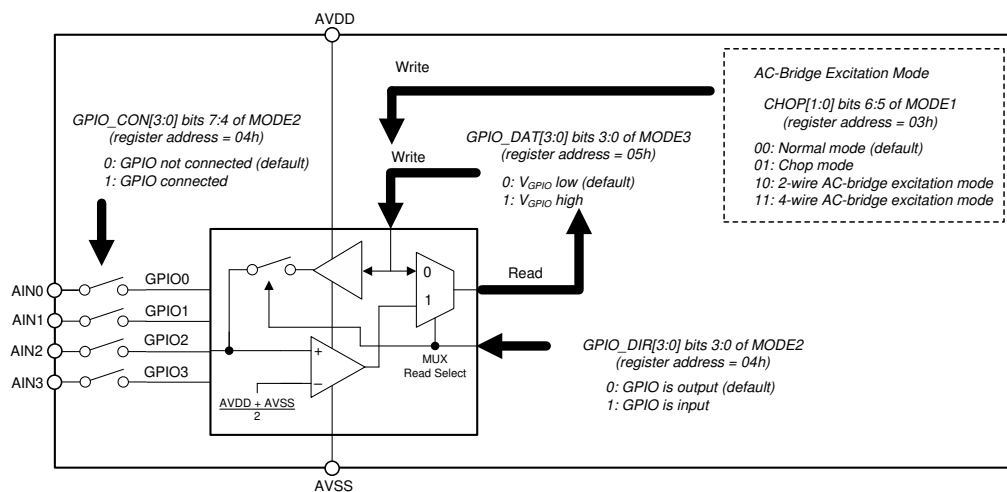 AVDD
Write
AC-Bridge Excitation Mode
CHOP[1:0] bits 6:5 of MODE1
(register address = 03h)
00: Normal mode (default)
01: Chop mode
10: 2-wire AC-bridge excitation mode
11: 4-wire AC-bridge excitation mode
GPIO_CON[3:0] bits 7:4 of MODE2
(register address = 04h)
0: GPIO not connected (default)
1: GPIO connected
Write
GPIO_DAT[3:0] bits 3:0 of MODE3
(register address = 05h)
0: VGPIO low (default)
1: VGPIO high
0
1
Read
AIN0
GPIO0
AIN1
GPIO1
AIN2
GPIO2
AIN3
GPIO3
+
–
AVDD + AVSS
2
MUX
Read Select
GPIO_DIR[3:0] bits 3:0 of MODE2
(register address = 04h)
0: GPIO is output (default)
1: GPIO is input
AVSS